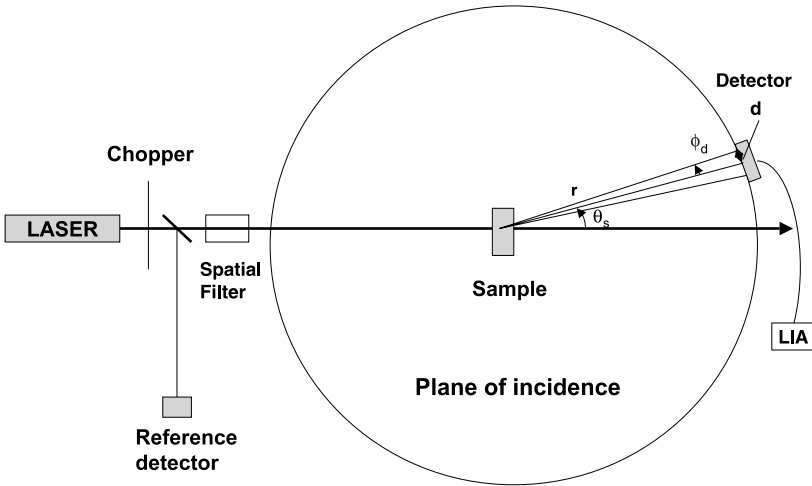 Detector
d
Chopper
ϕd
r
θs
LASER
Spatial
Filter
Sample
LIA
Plane of incidence
Reference
detector